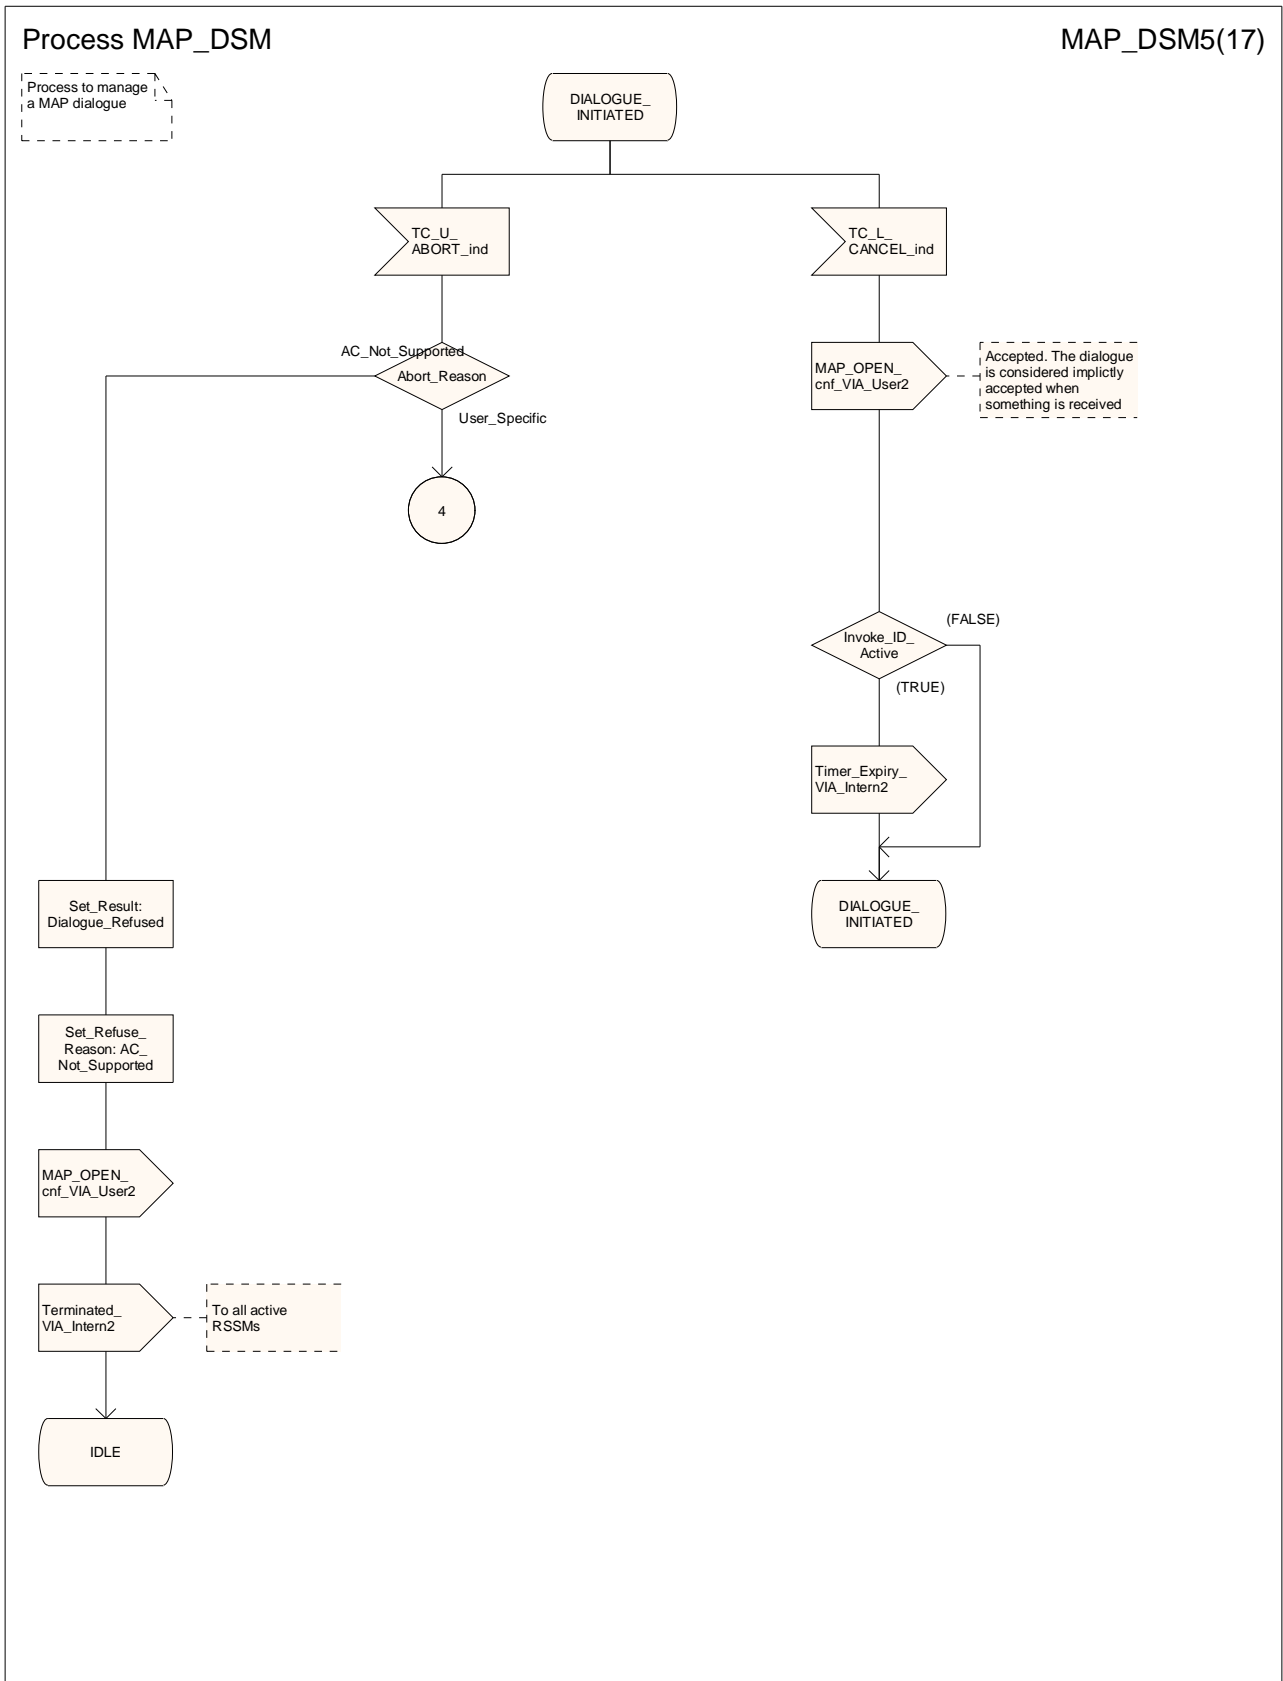 Process MAP_DSM
MAP_DSM5(17)
Process to manage
a MAP dialogue
DIALOGUE_
INITIATED
TC_U_
ABORT_ind
TC_L_
CANCEL_ind
AC_Not_Supported
Abort_Reason
User_Specific
4
MAP_OPEN_
cnf_VIA_User2
Accepted. The dialogue
is considered implictly
accepted when
something is received
(FALSE)
Invoke_ID_
Active
(TRUE)
Timer_Expiry_
VIA_Intern2
DIALOGUE_
INITIATED
Set_Result:
Dialogue_Refused
Set_Refuse_
Reason: AC_
Not_Supported
MAP_OPEN_
cnf_VIA_User2
Terminated_
VIA_Intern2
To all active
RSSMs
IDLE